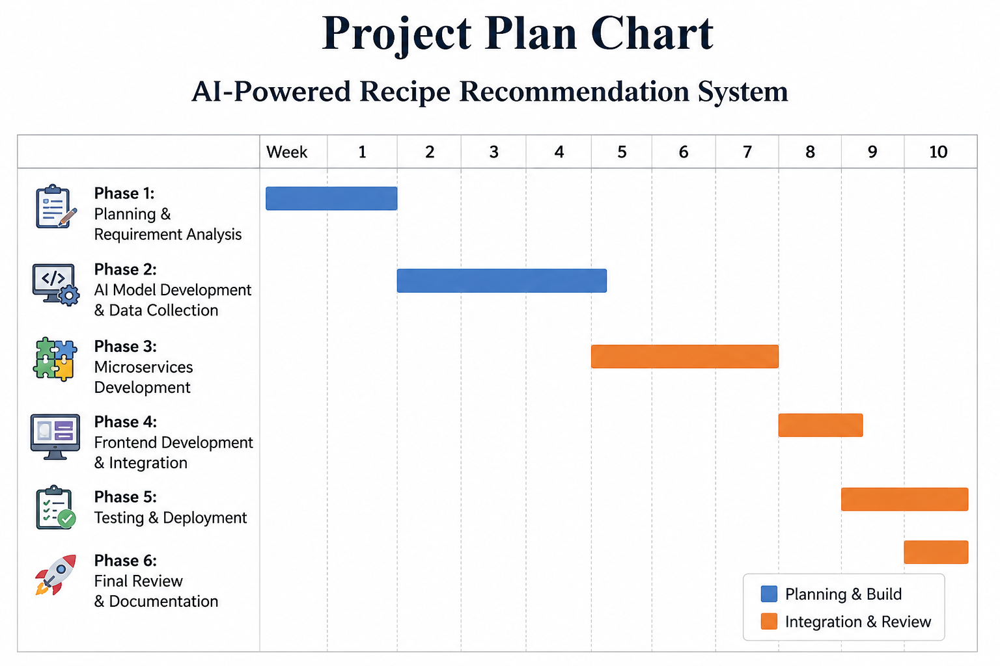 Project Plan Chart
AI-Powered Recipe Recommendation System
Week 1 2 3 4 5 6 7 8 9 10
Phase 1:
Planning &
Requirement Analysis
Phase 2:
AI Model Development
& Data Collection
Phase 3:
Microservices
Development
Phase 4:
Frontend Development
& Integration
Phase 5:
Testing & Deployment
Phase 6:
Final Review
& Documentation
Planning & Build
Integration & Review